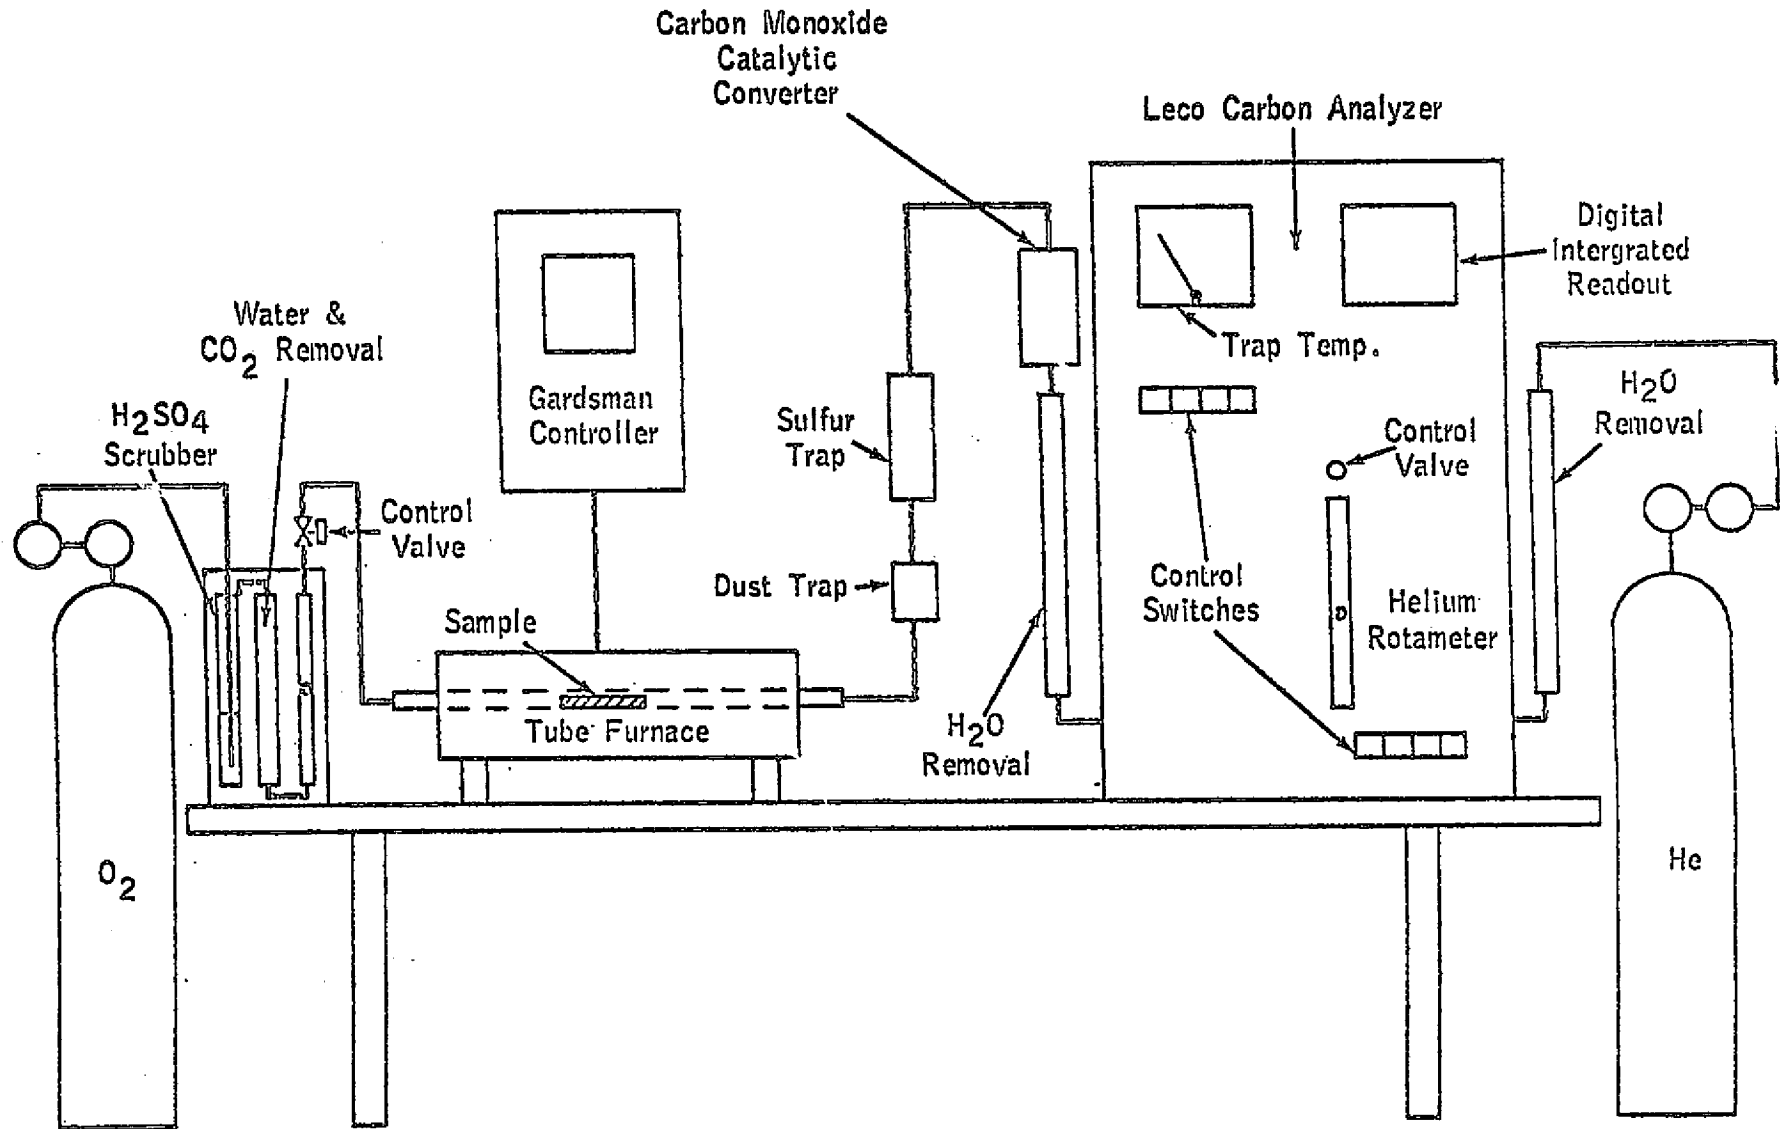 Carbon Monoxide
Catalytic
Converter
Leco Carbon Analyzer
Digital
Intergrated
Readout
Water &
CO2 Removal
Trap Temp.
H2O
Removal
Gardsman
Controller
H2SO4
Scrubber
Sulfur
Trap
Control
Valve
Control
Valve
Dust Trap
Control
Switches
Helium
Rotameter
Sample
Tube Furnace
H2O
Removal
O2
He